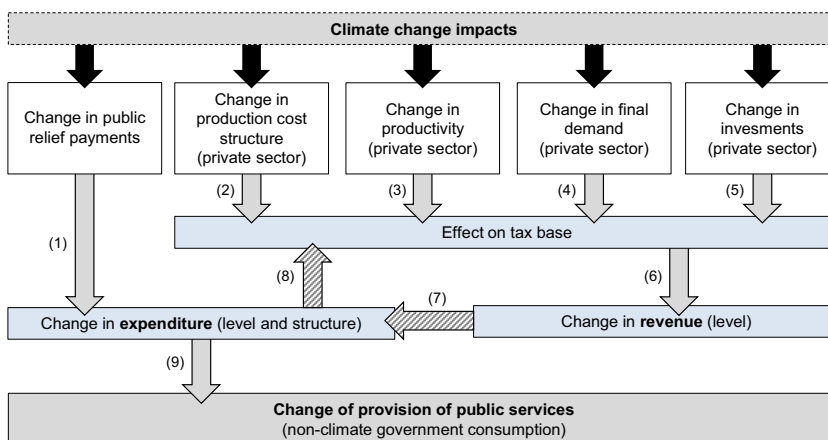 Climate change impacts
Change in public
relief payments
Change in
production cost
structure
(private sector)
Change in
productivity
(private sector)
Change in final
demand
(private sector)
Change in
invesments
(private sector)
(1)
(2)
(3)
(4)
(5)
Effect on tax base
(8)
(6)
(7)
Change in expenditure (level and structure)
Change in revenue (level)
(9)
Change of provision of public services
(non-climate government consumption)